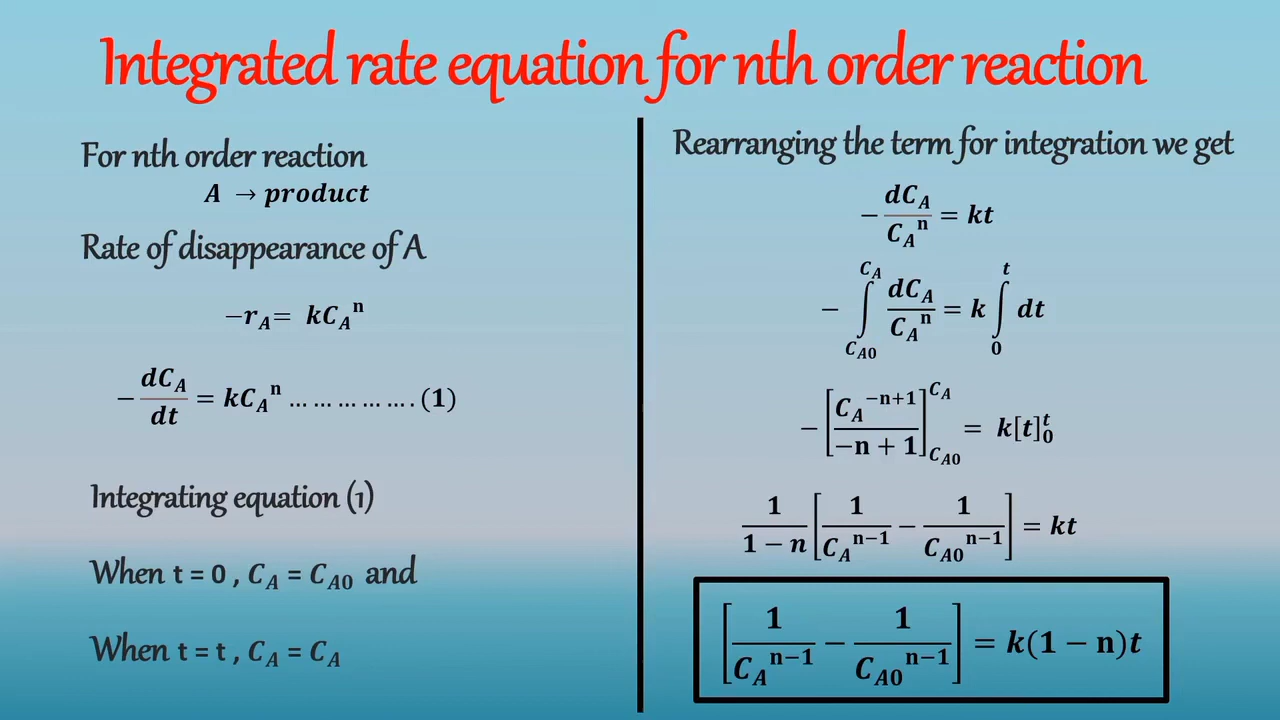 Integrated rate equation for nth order reaction
For nth order reaction
A → product
Rate of disappearance of A
−r_A = kC_A^n
−dC_A/dt = kC_A^n … … … … … . (1)
Integrating equation (1)
When t = 0 , C_A = C_A0 and
When t = t , C_A = C_A
Rearranging the term for integration we get
−dC_A/C_A^n = kt
−∫_{C_A0}^{C_A} dC_A/C_A^n = k ∫_0^t dt
−[C_A^{−n+1}/(−n + 1)]_{C_A0}^{C_A} = k[t]_0^t
1/(1 − n) [1/C_A^{n−1} − 1/C_A0^{n−1}] = kt
[1/C_A^{n−1} − 1/C_A0^{n−1}] = k(1 − n)t